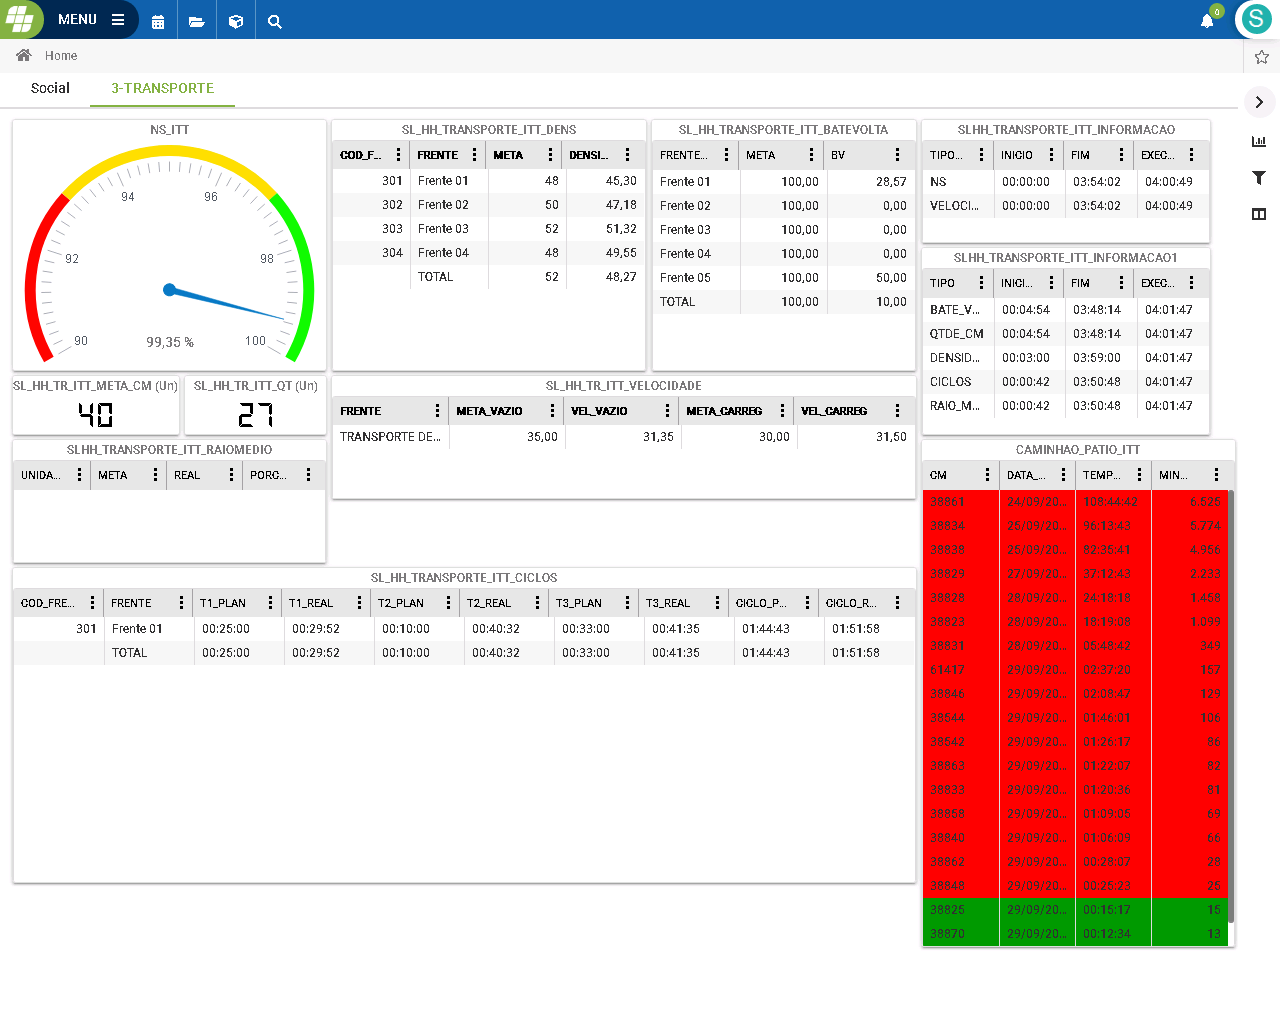 MENU
0
S
Home
Social
3-TRANSPORTE
NS_ITT
90
92
94
96
98
100
99,35 %
SL_HH_TRANSPORTE_ITT_DENS
COD_F... FRENTE META DENSI...
301 Frente 01 48 45,30
302 Frente 02 50 47,18
303 Frente 03 52 51,32
304 Frente 04 48 49,55
TOTAL 52 48,27
SL_HH_TRANSPORTE_ITT_BATEVOLTA
FRENTE... META BV
Frente 01 100,00 28,57
Frente 02 100,00 0,00
Frente 03 100,00 0,00
Frente 04 100,00 0,00
Frente 05 100,00 50,00
TOTAL 100,00 10,00
SLHH_TRANSPORTE_ITT_INFORMACAO
TIPO... INICIO FIM EXEC...
NS 00:00:00 03:54:02 04:00:49
VELOCI... 00:00:00 03:54:02 04:00:49
SLHH_TRANSPORTE_ITT_INFORMACAO1
TIPO INICI... FIM EXEC...
BATE_V... 00:04:54 03:48:14 04:01:47
QTDE_CM 00:04:54 03:48:14 04:01:47
DENSID... 00:03:00 03:59:00 04:01:47
CICLOS 00:00:42 03:50:48 04:01:47
RAIO_M... 00:00:42 03:50:48 04:01:47
SL_HH_TR_ITT_META_CM (Un)
40
SL_HH_TR_ITT_QT (Un)
27
SL_HH_TR_ITT_VELOCIDADE
FRENTE META_VAZIO VEL_VAZIO META_CARREG VEL_CARREG
TRANSPORTE DE... 35,00 31,35 30,00 31,50
SLHH_TRANSPORTE_ITT_RAIOMEDIO
UNIDA... META REAL PORC...
SL_HH_TRANSPORTE_ITT_CICLOS
COD_FRE... FRENTE T1_PLAN T1_REAL T2_PLAN T2_REAL T3_PLAN T3_REAL CICLO_P... CICLO_R...
301 Frente 01 00:25:00 00:29:52 00:10:00 00:40:32 00:33:00 00:41:35 01:44:43 01:51:58
TOTAL 00:25:00 00:29:52 00:10:00 00:40:32 00:33:00 00:41:35 01:44:43 01:51:58
CAMINHAO_PATIO_ITT
CM DATA_... TEMP... MIN...
38861 24/09/20... 108:44:42 6.525
38834 25/09/20... 96:13:43 5.774
38838 25/09/20... 82:35:41 4.956
38829 27/09/20... 37:12:43 2.233
38828 28/09/20... 24:18:18 1.458
38823 28/09/20... 18:19:08 1.099
38831 28/09/20... 05:48:42 349
61417 29/09/20... 02:37:20 157
38846 29/09/20... 02:08:47 129
38544 29/09/20... 01:46:01 106
38542 29/09/20... 01:26:17 86
38863 29/09/20... 01:22:07 82
38833 29/09/20... 01:20:36 81
38858 29/09/20... 01:09:05 69
38840 29/09/20... 01:06:09 66
38862 29/09/20... 00:28:07 28
38848 29/09/20... 00:25:23 25
38825 29/09/20... 00:15:17 15
38870 29/09/20... 00:12:34 13